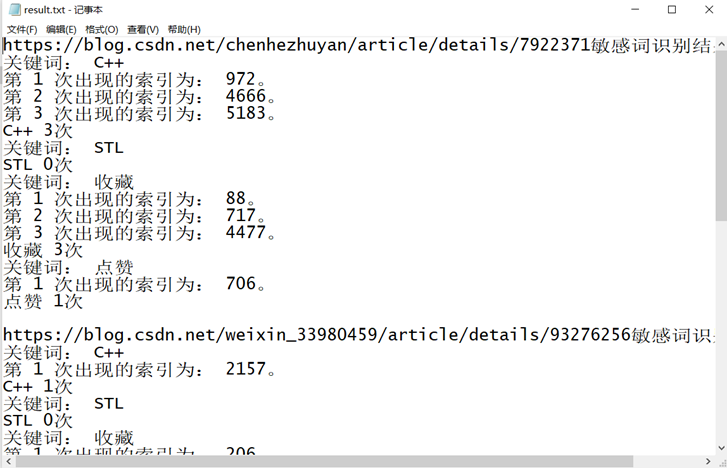 result.txt - 记事本
文件(F) 编辑(E) 格式(O) 查看(V) 帮助(H)
https://blog.csdn.net/chenhezhuyan/article/details/7922371敏感词识别结
关键词： C++
第 1 次出现的索引为： 972。
第 2 次出现的索引为： 4666。
第 3 次出现的索引为： 5183。
C++ 3次
关键词： STL
STL 0次
关键词： 收藏
第 1 次出现的索引为： 88。
第 2 次出现的索引为： 717。
第 3 次出现的索引为： 4477。
收藏 3次
关键词： 点赞
第 1 次出现的索引为： 706。
点赞 1次
https://blog.csdn.net/weixin_33980459/article/details/93276256敏感词识
关键词： C++
第 1 次出现的索引为： 2157。
C++ 1次
关键词： STL
STL 0次
关键词： 收藏
第 1 次出现的索引为： 206